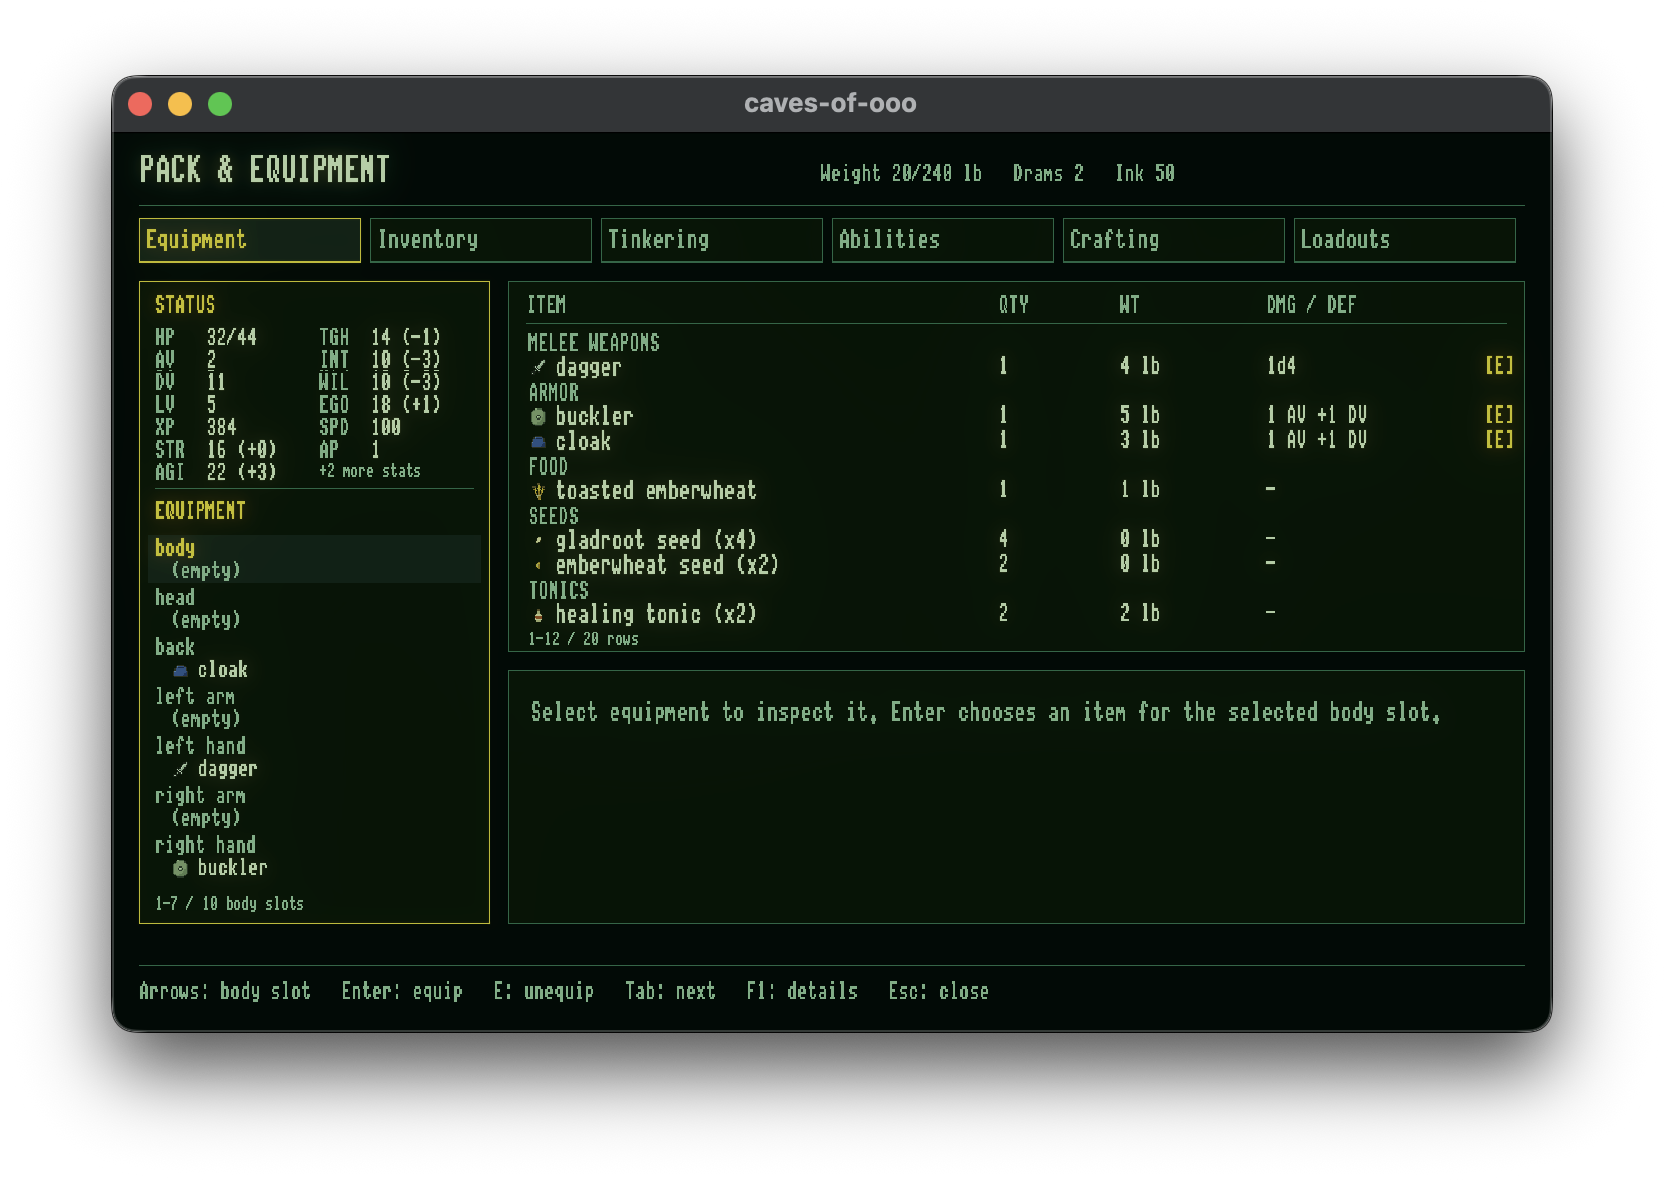 caves-of-ooo
PACK & EQUIPMENT
Weight 20/240 lb Drams 2 Ink 50
Equipment Inventory Tinkering Abilities Crafting Loadouts
STATUS
HP 32/44 TGH 14 (-1)
AV 2 INT 10 (-3)
DV 11 WIL 10 (-3)
LV 5 EGO 18 (+1)
XP 384 SPD 100
STR 16 (+0) AP 1
AGI 22 (+3) +2 more stats
EQUIPMENT
body
(empty)
head
(empty)
back
cloak
left arm
(empty)
left hand
dagger
right arm
(empty)
right hand
buckler
1-7 / 10 body slots
ITEM QTY WT DMG / DEF
MELEE WEAPONS
dagger 1 4 lb 1d4 [E]
ARMOR
buckler 1 5 lb 1 AV +1 DV [E]
cloak 1 3 lb 1 AV +1 DV [E]
FOOD
toasted emberwheat 1 1 lb -
SEEDS
gladroot seed (x4) 4 0 lb -
emberwheat seed (x2) 2 0 lb -
TONICS
healing tonic (x2) 2 2 lb -
1-12 / 20 rows
Select equipment to inspect it. Enter chooses an item for the selected body slot.
Arrows: body slot Enter: equip E: unequip Tab: next F1: details Esc: close